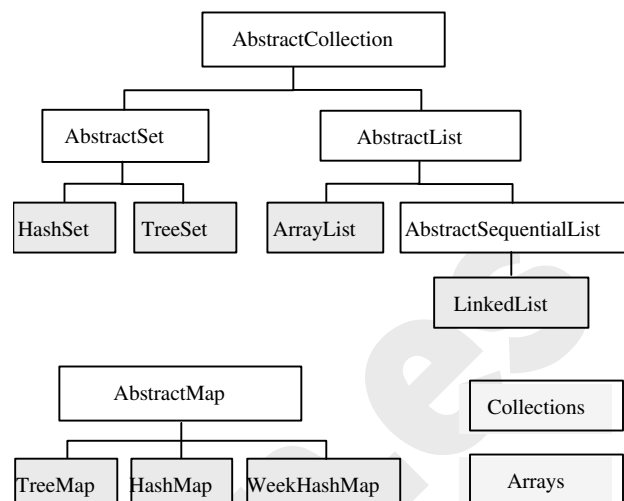 AbstractCollection
AbstractSet
AbstractList
HashSet
TreeSet
ArrayList
AbstractSequentialList
LinkedList
AbstractMap
Collections
TreeMap
HashMap
WeekHashMap
Arrays